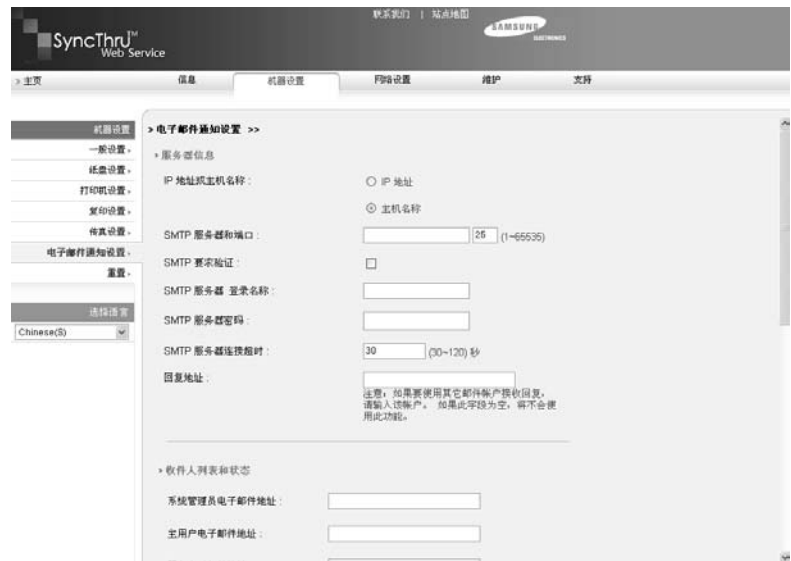 联系我们 | 站点地图
SAMSUNG
ELECTRONICS
SyncThru™
Web Service
> 主页 信息 机器设置 网络设置 维护 支持
机器设置
一般设置
纸盘设置
打印机设置
复印设置
传真设置
电子邮件通知设置
重置
选择语言
Chinese(S)
> 电子邮件通知设置 >>
> 服务器信息
IP 地址或主机名称 : IP 地址
主机名称
SMTP 服务器和端口 : 25 (1~65535)
SMTP 要求验证 :
SMTP 服务器 登录名称 :
SMTP 服务器密码 :
SMTP 服务器连接超时 : 30 (30~120) 秒
回复地址 :
注意: 如果要使用其它邮件帐户接收回复,
请输入该帐户。 如果此字段为空, 将不会使
用此功能。
> 收件人列表和状态
系统管理员电子邮件地址 :
主用户电子邮件地址 :